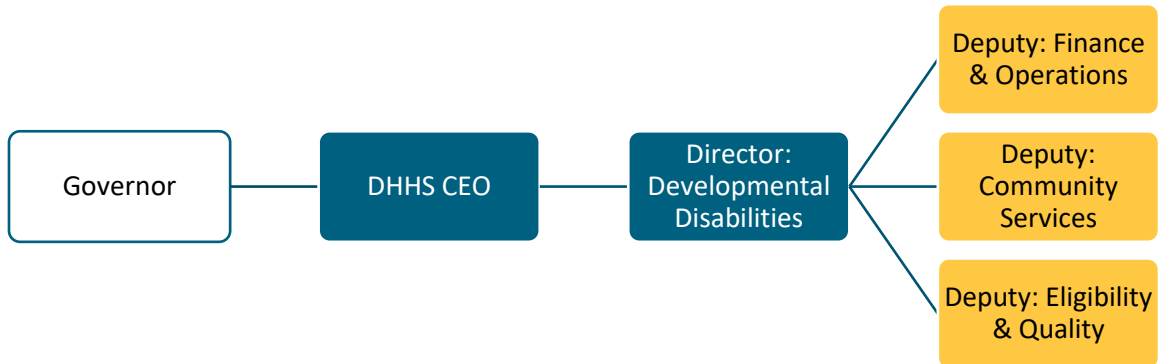 Governor
DHHS CEO
Director:
Developmental
Disabilities
Deputy: Finance
& Operations
Deputy:
Community
Services
Deputy: Eligibility
& Quality